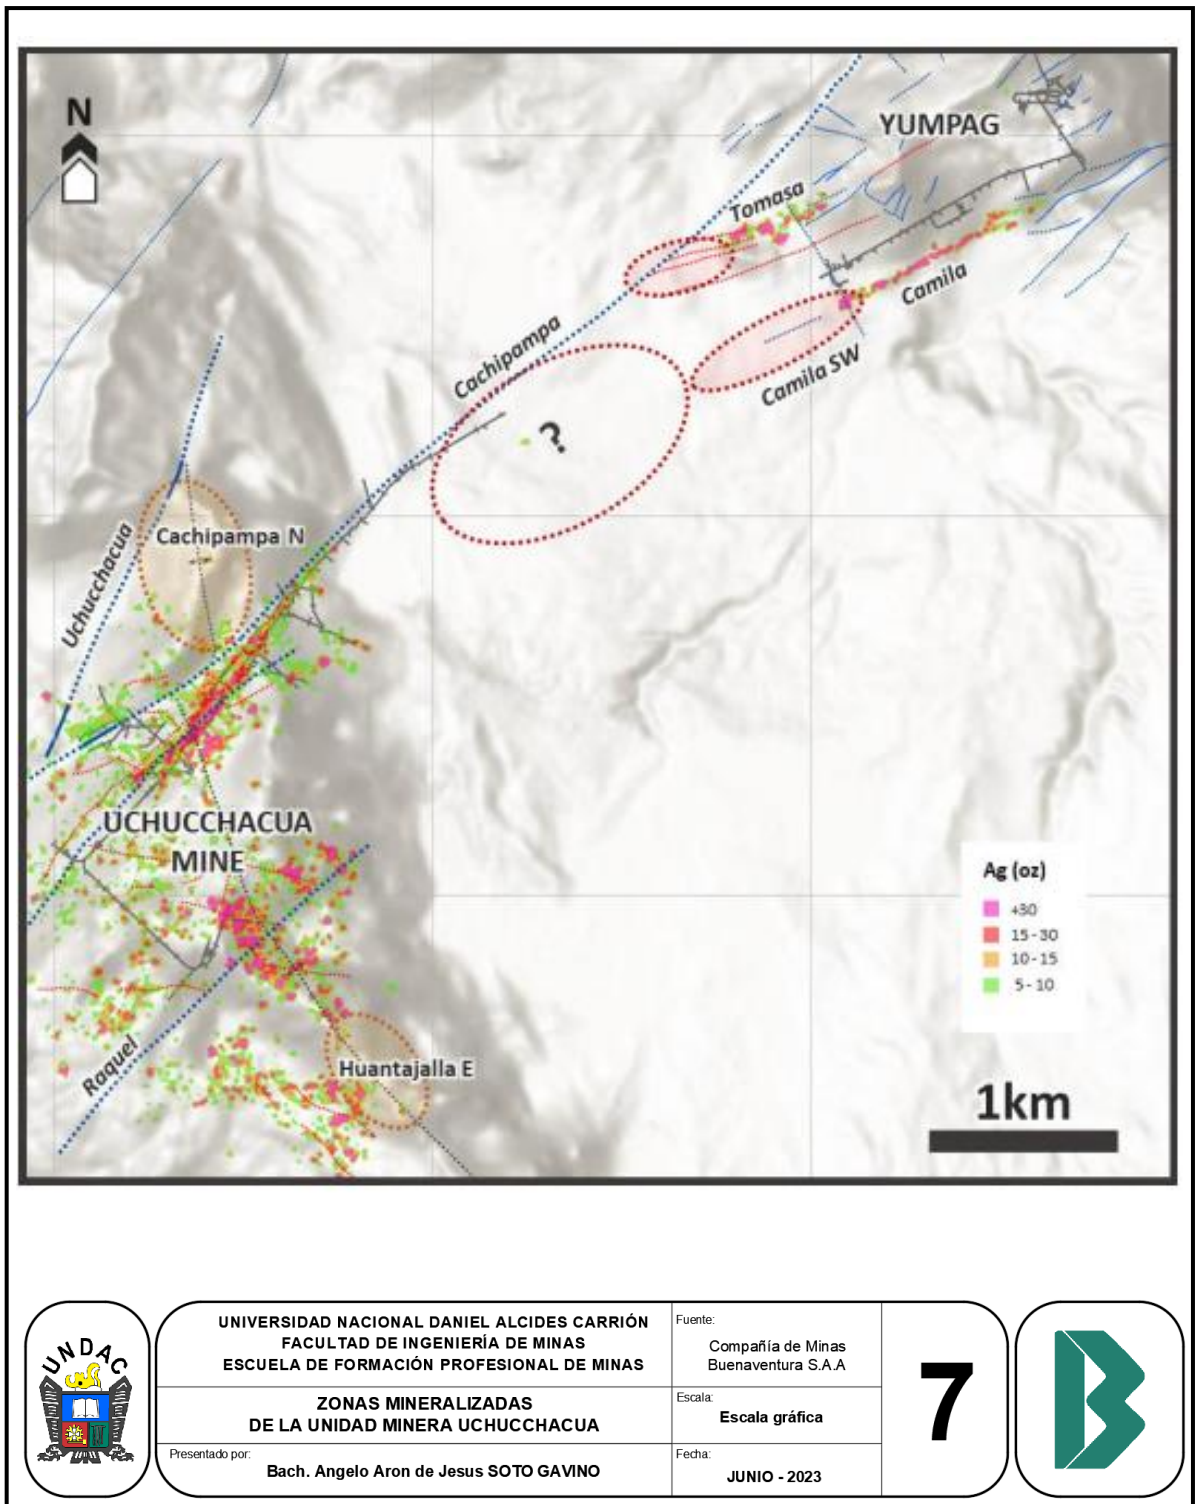 N
YUMPAG
Tomasa
Camila
Cachipampa
Camila SW
?
Cachipampa N
Uchucchacua
UCHUCCHACUA
MINE
Ag (oz)
+30
15-30
10-15
5-10
Raquel
Huantajalla E
1km
UNDAC
UNIVERSIDAD NACIONAL DANIEL ALCIDES CARRIÓN
FACULTAD DE INGENIERÍA DE MINAS
ESCUELA DE FORMACIÓN PROFESIONAL DE MINAS
Fuente:
Compañía de Minas
Buenaventura S.A.A
ZONAS MINERALIZADAS
DE LA UNIDAD MINERA UCHUCCHACUA
Escala:
Escala gráfica
Presentado por:
Bach. Angelo Aron de Jesus SOTO GAVINO
Fecha:
JUNIO - 2023
7